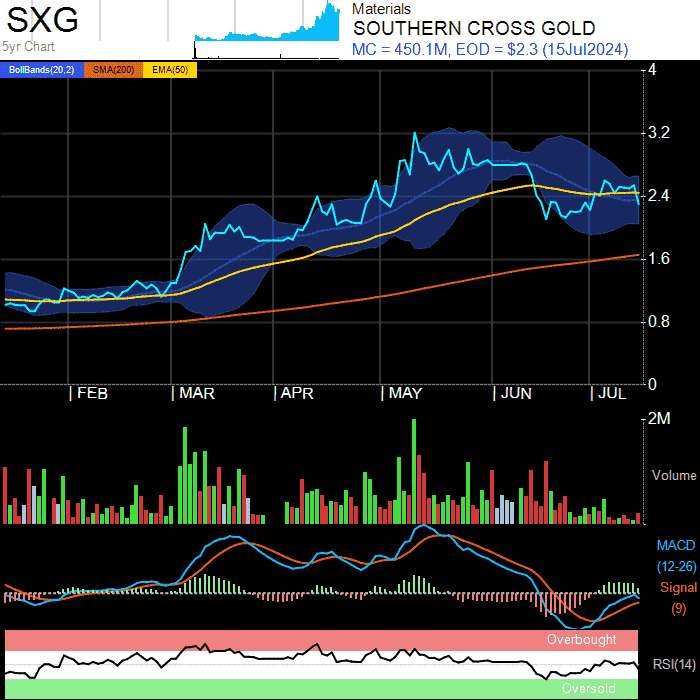 SXG
5yr Chart
Materials
SOUTHERN CROSS GOLD
MC = 450.1M, EOD = $2.3 (15Jul2024)
BollBands(20,2) SMA(200) EMA(50)
4
3.2
2.4
1.6
0.8
0
| FEB | MAR | APR | MAY | JUN | JUL
2M
Volume
MACD
(12-26)
Signal
(9)
Overbought
RSI(14)
Oversold